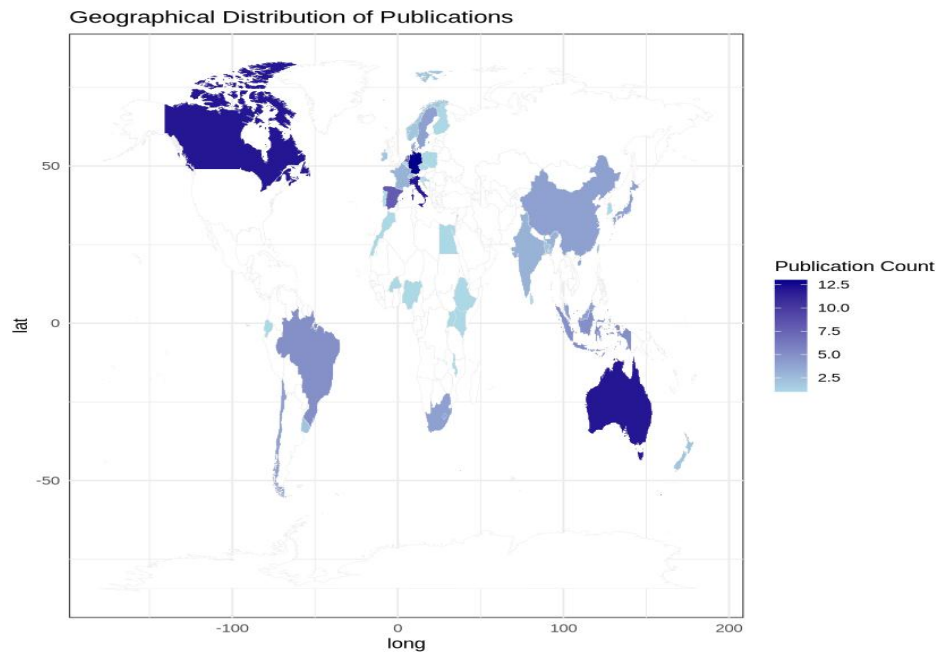 Geographical Distribution of Publications
50
0
-50
lat
-100 0 100 200
long
Publication Count
12.5
10.0
7.5
5.0
2.5